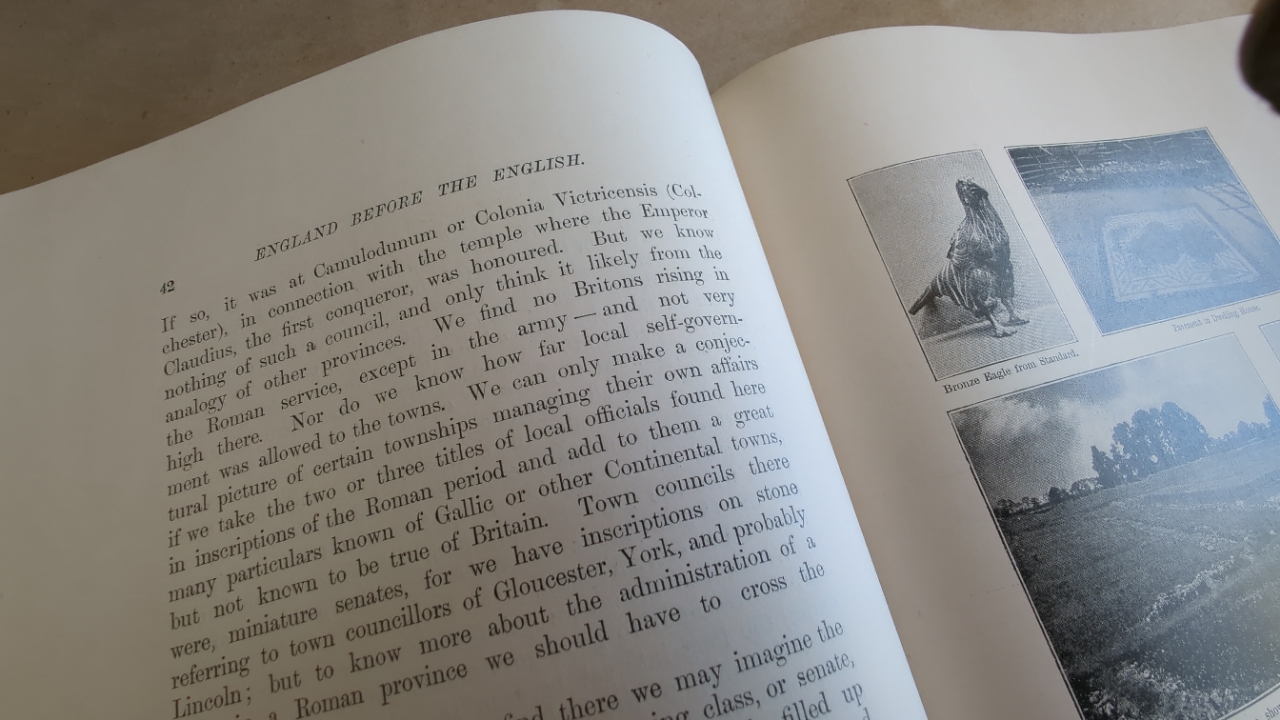 ENGLAND BEFORE THE ENGLISH.
42
If so, it was at Camulodunum or Colonia Victricensis (Col-
chester), in connection with the temple where the Emperor
Claudius, the first conqueror, was honoured. But we know
nothing of such a council, and only think it likely from the
analogy of other provinces. We find no Britons rising in
the Roman service, except in the army — and not very
high there. Nor do we know how far local self-govern-
ment was allowed to the towns. We can only make a conjec-
tural picture of certain townships managing their own affairs
if we take the two or three titles of local officials found here
in inscriptions of the Roman period and add to them a great
many particulars known of Gallic or other Continental towns,
but not known to be true of Britain. Town councils there
were, miniature senates, for we have inscriptions on stone
referring to town councillors of Gloucester, York, and probably
Lincoln; but to know more about the administration of a
Roman province we should have to cross the
there we may imagine the
class, or senate,
filled up
Bronze Eagle from Standard.
Pavement in Dwelling House.